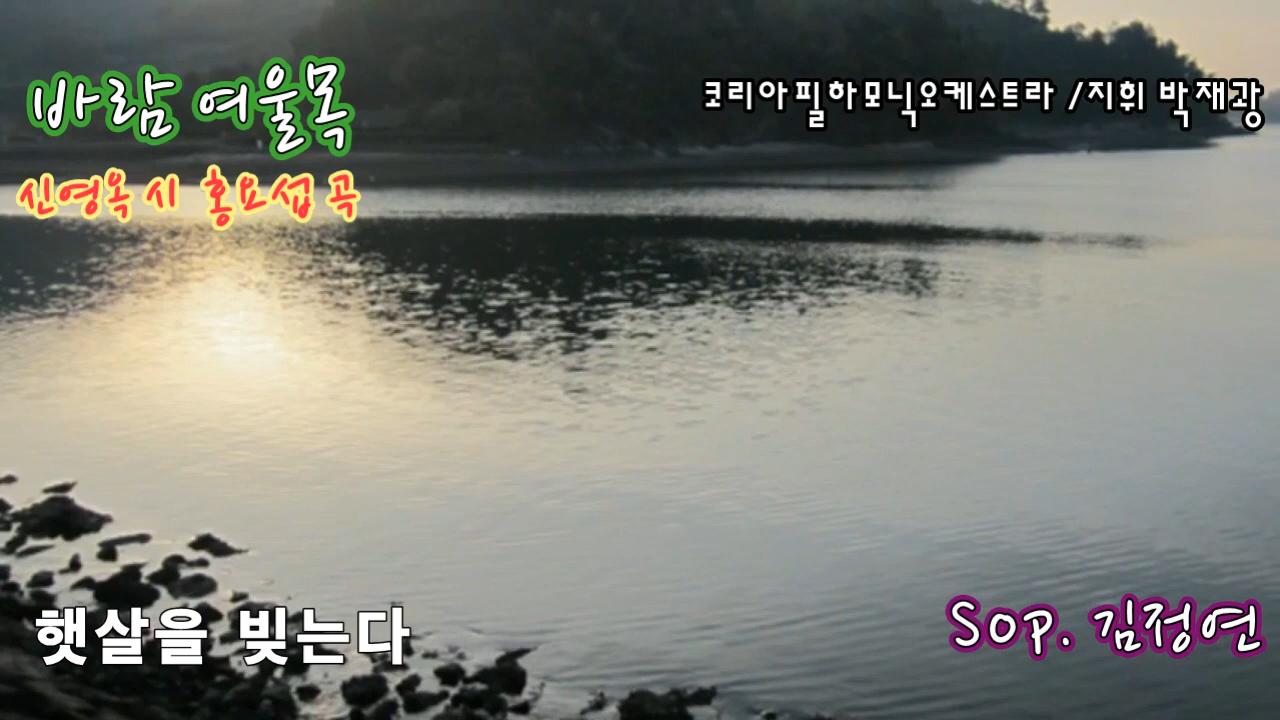 바람 여울목
코리아필하모닉오케스트라 /지휘 박재광
신영옥 시 홍요섭 곡
햇살을 빚는다
Sop. 김정연